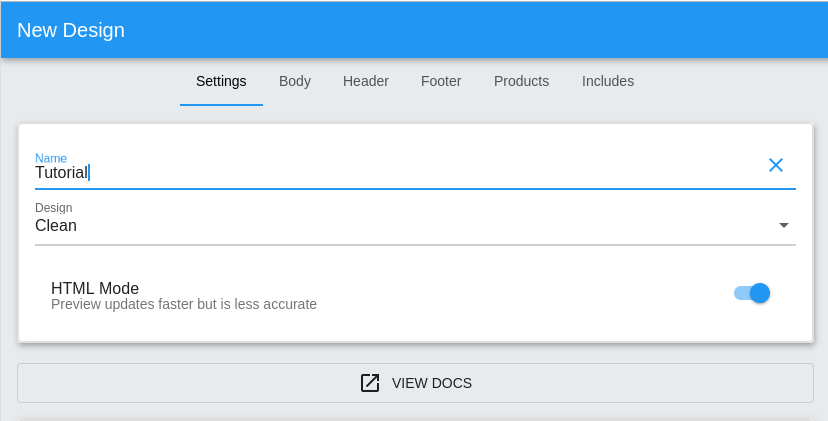 New Design
Settings Body Header Footer Products Includes
Name
Tutorial
Design
Clean
HTML Mode
Preview updates faster but is less accurate
VIEW DOCS